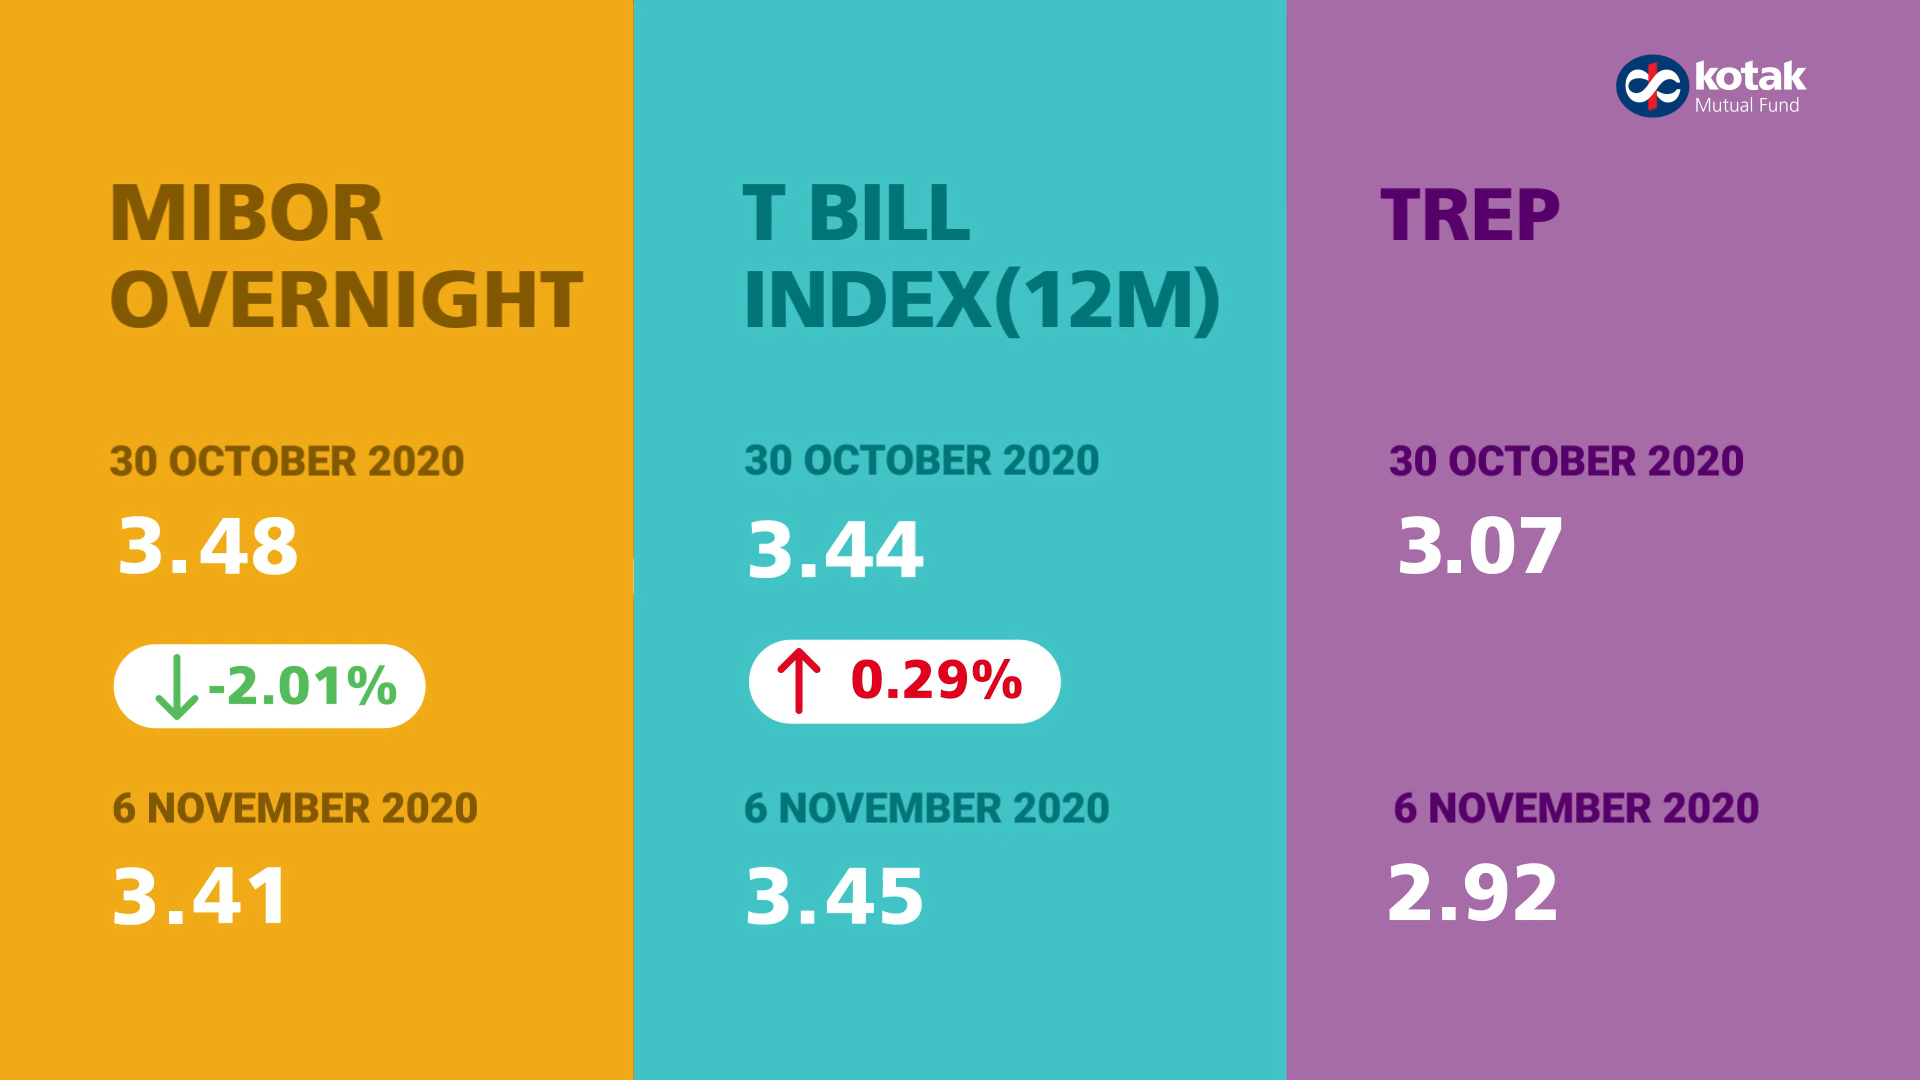 kotak
Mutual Fund
MIBOR
OVERNIGHT
30 OCTOBER 2020
3.48
-2.01%
6 NOVEMBER 2020
3.41
T BILL
INDEX(12M)
30 OCTOBER 2020
3.44
0.29%
6 NOVEMBER 2020
3.45
TREP
30 OCTOBER 2020
3.07
6 NOVEMBER 2020
2.92